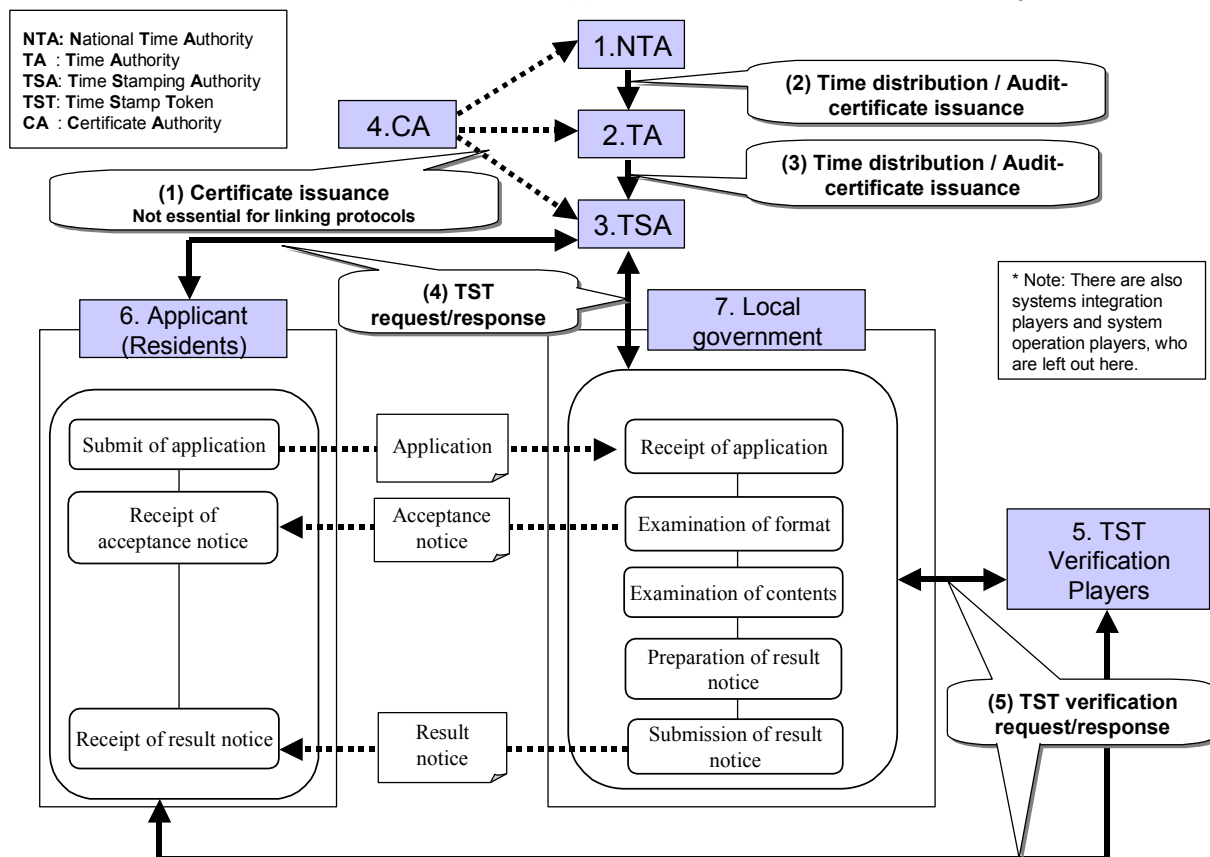 NTA: National Time Authority
TA : Time Authority
TSA: Time Stamping Authority
TST: Time Stamp Token
CA : Certificate Authority
1.NTA
(2) Time distribution / Audit-
certificate issuance
4.CA
2.TA
(3) Time distribution / Audit-
certificate issuance
(1) Certificate issuance
Not essential for linking protocols
3.TSA
(4) TST
request/response
* Note: There are also
systems integration
players and system
operation players, who
are left out here.
6. Applicant
(Residents)
7. Local
government
Submit of application
Application
Receipt of application
Receipt of
acceptance notice
Acceptance
notice
Examination of format
Examination of contents
5. TST
Verification
Players
Preparation of result
notice
(5) TST verification
request/response
Receipt of result notice
Result
notice
Submission of result
notice